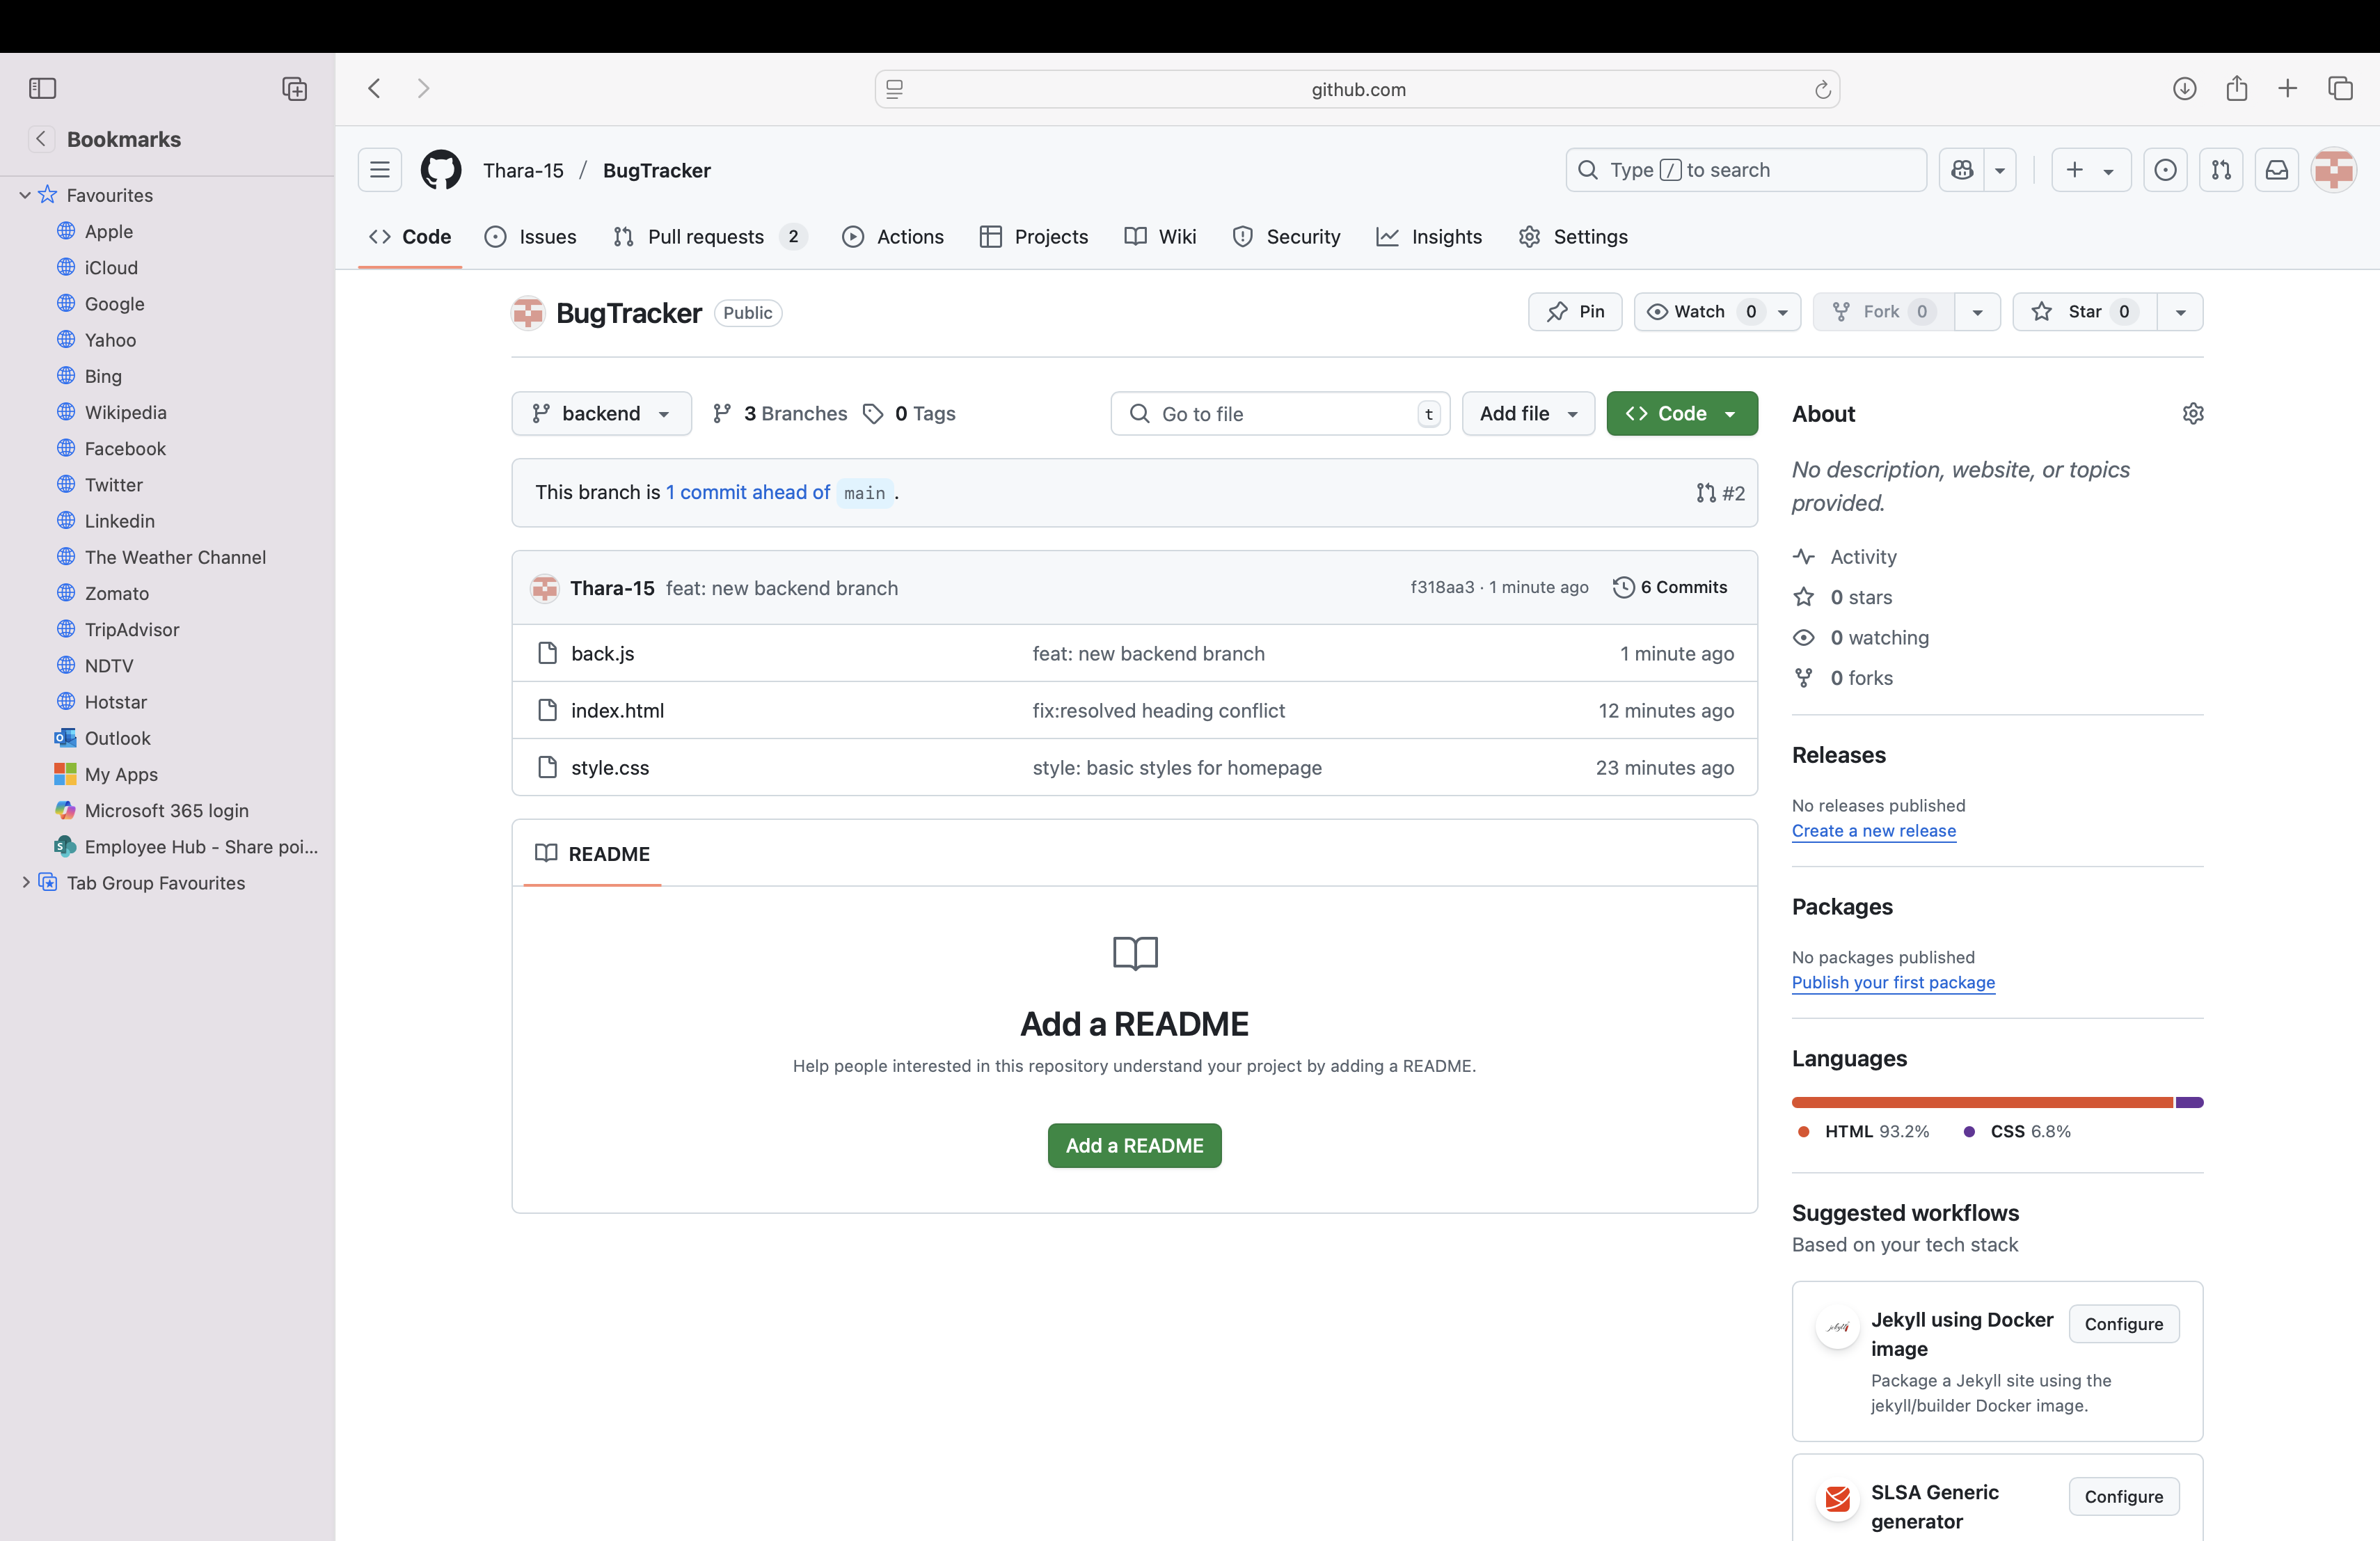 github.com
Bookmarks
Favourites
Apple
iCloud
Google
Yahoo
Bing
Wikipedia
Facebook
Twitter
Linkedin
The Weather Channel
Zomato
TripAdvisor
NDTV
Hotstar
Outlook
My Apps
Microsoft 365 login
Employee Hub - Share poi...
Tab Group Favourites
Thara-15 / BugTracker
Type / to search
Code
Issues
Pull requests 2
Actions
Projects
Wiki
Security
Insights
Settings
BugTracker Public
Pin
Watch 0
Fork 0
Star 0
backend
3 Branches
0 Tags
Go to file t
Add file
Code
This branch is 1 commit ahead of main .
#2
Thara-15 feat: new backend branch
f318aa3 · 1 minute ago
6 Commits
back.js feat: new backend branch 1 minute ago
index.html fix:resolved heading conflict 12 minutes ago
style.css style: basic styles for homepage 23 minutes ago
README
Add a README
Help people interested in this repository understand your project by adding a README.
Add a README
About
No description, website, or topics
provided.
Activity
0 stars
0 watching
0 forks
Releases
No releases published
Create a new release
Packages
No packages published
Publish your first package
Languages
HTML 93.2% CSS 6.8%
Suggested workflows
Based on your tech stack
Jekyll using Docker
image
Configure
Package a Jekyll site using the
jekyll/builder Docker image.
SLSA Generic
generator
Configure